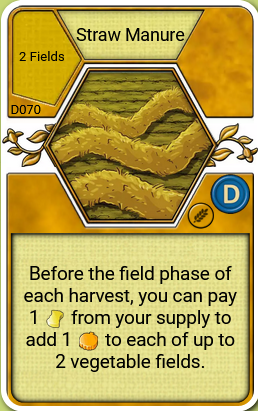 Straw Manure
2 Fields
D070
D
Before the field phase of
each harvest, you can pay
1 from your supply to
add 1 to each of up to
2 vegetable fields.